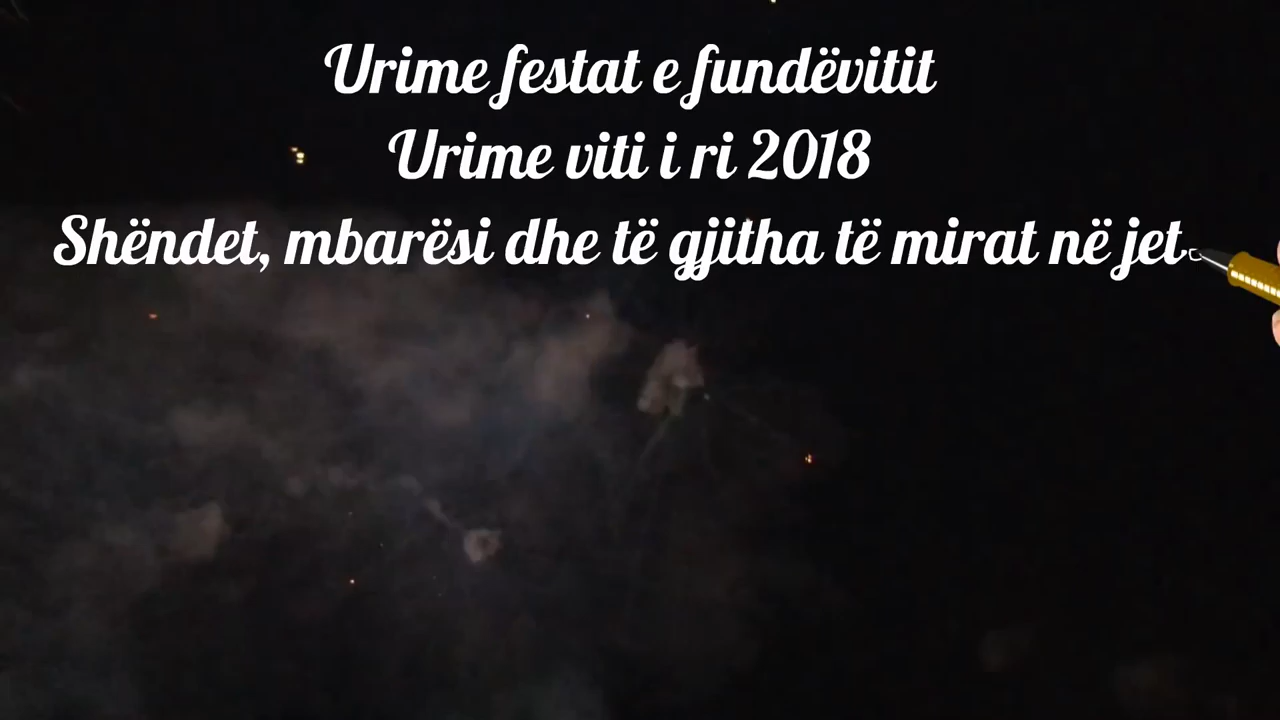 Urime festat e fundëvitit
Urime viti i ri 2018
Shëndet, mbarësi dhe të gjitha të mirat në jet